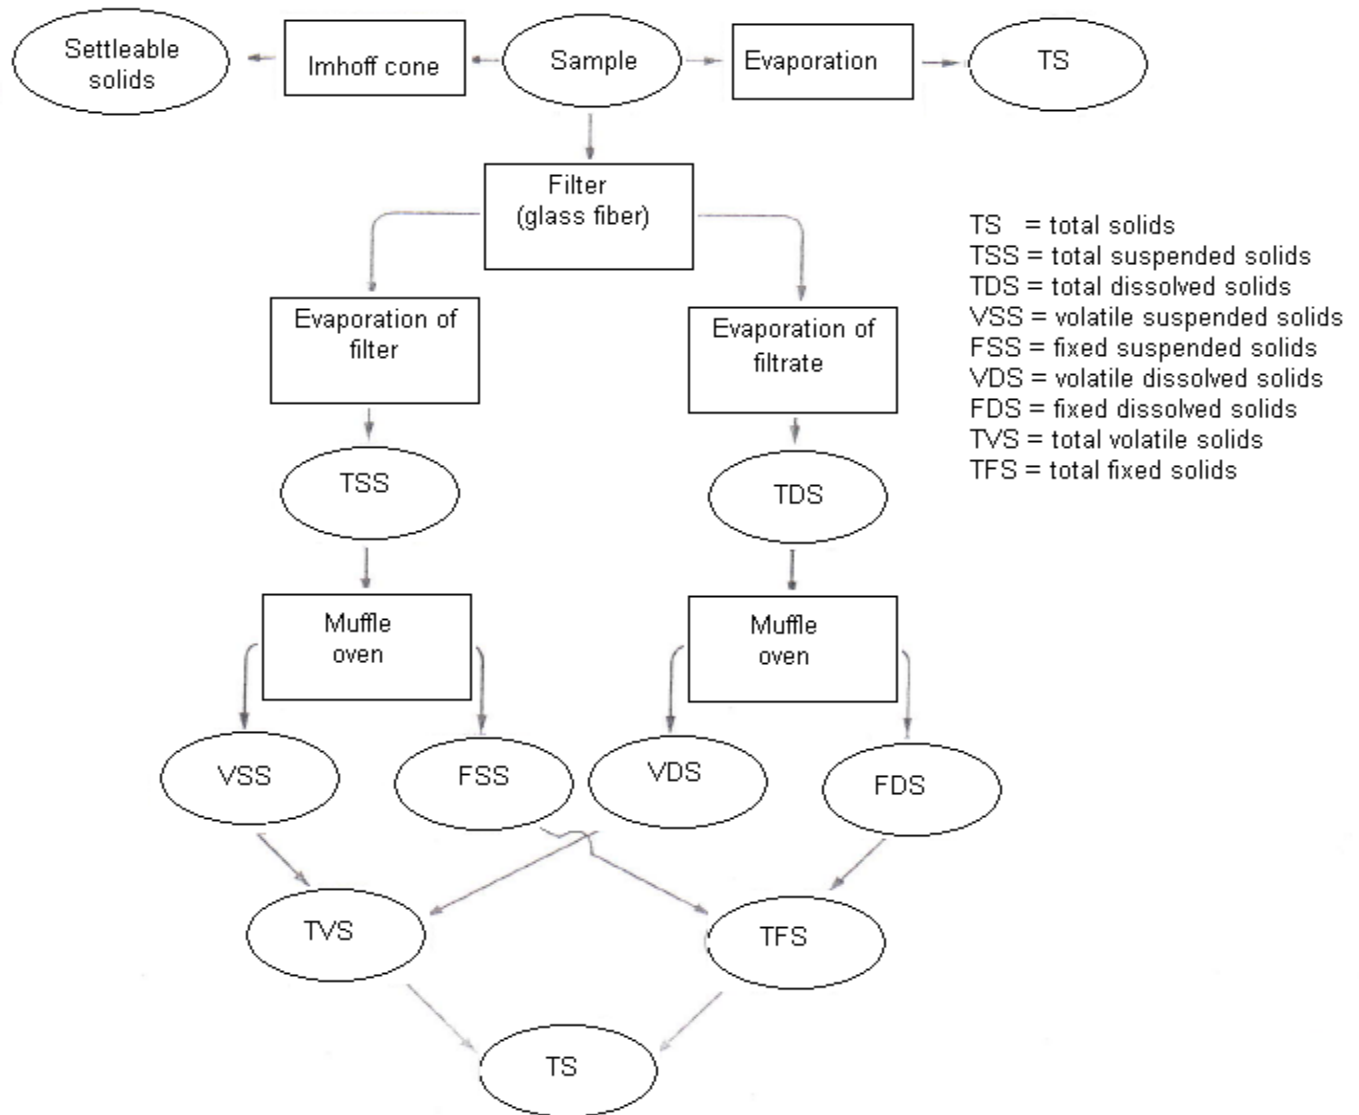 Settleable
solids
Imhoff cone
Sample
Evaporation
TS
Filter
(glass fiber)
TS = total solids
TSS = total suspended solids
TDS = total dissolved solids
VSS = volatile suspended solids
FSS = fixed suspended solids
VDS = volatile dissolved solids
FDS = fixed dissolved solids
TVS = total volatile solids
TFS = total fixed solids
Evaporation of
filter
Evaporation of
filtrate
TSS
TDS
Muffle
oven
Muffle
oven
VSS
FSS
VDS
FDS
TVS
TFS
TS